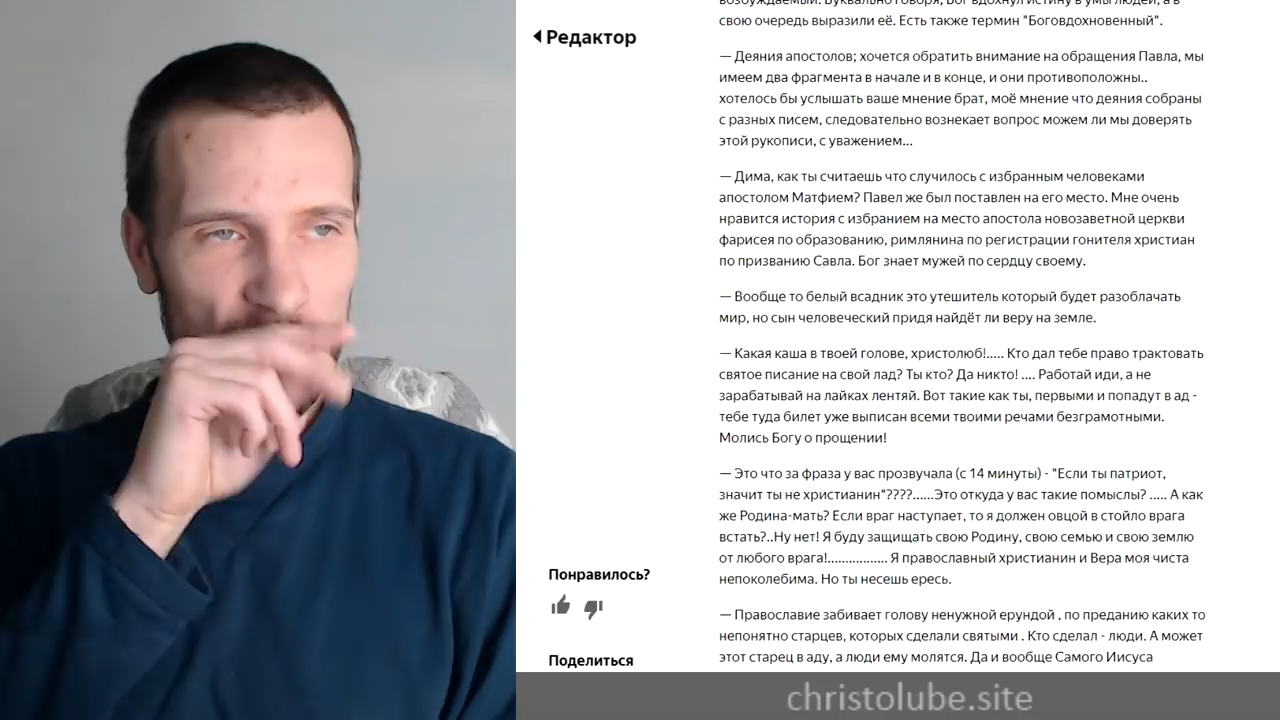 возбуждаемый. Буквально говоря, Бог вдохнул истину в умы людей, а в
свою очередь выразили её. Есть также термин "Боговдохновенный".
Редактор
— Деяния апостолов; хочется обратить внимание на обращения Павла, мы
имеем два фрагмента в начале и в конце, и они противоположны..
хотелось бы услышать ваше мнение брат, моё мнение что деяния собраны
с разных писем, следовательно вознекает вопрос можем ли мы доверять
этой рукописи, с уважением...
— Дима, как ты считаешь что случилось с избранным человеками
апостолом Матфием? Павел же был поставлен на его место. Мне очень
нравится история с избранием на место апостола новозаветной церкви
фарисея по образованию, римлянина по регистрации гонителя христиан
по призванию Савла. Бог знает мужей по сердцу своему.
— Вообще то белый всадник это утешитель который будет разоблачать
мир, но сын человеческий придя найдёт ли веру на земле.
— Какая каша в твоей голове, христолюб!..... Кто дал тебе право трактовать
святое писание на свой лад? Ты кто? Да никто! .... Работай иди, а не
зарабатывай на лайках лентяй. Вот такие как ты, первыми и попадут в ад -
тебе туда билет уже выписан всеми твоими речами безграмотными.
Молись Богу о прощении!
— Это что за фраза у вас прозвучала (с 14 минуты) - "Если ты патриот,
значит ты не христианин"????......Это откуда у вас такие помыслы? ..... А как
же Родина-мать? Если враг наступает, то я должен овцой в стойло врага
встать?..Ну нет! Я буду защищать свою Родину, свою семью и свою землю
от любого врага!................. Я православный христианин и Вера моя чиста
непоколебима. Но ты несешь ересь.
Понравилось?
— Православие забивает голову ненужной ерундой , по преданию каких то
непонятно старцев, которых сделали святыми . Кто сделал - люди. А может
этот старец в аду, а люди ему молятся. Да и вообще Самого Иисуса
Поделиться
christolube.site